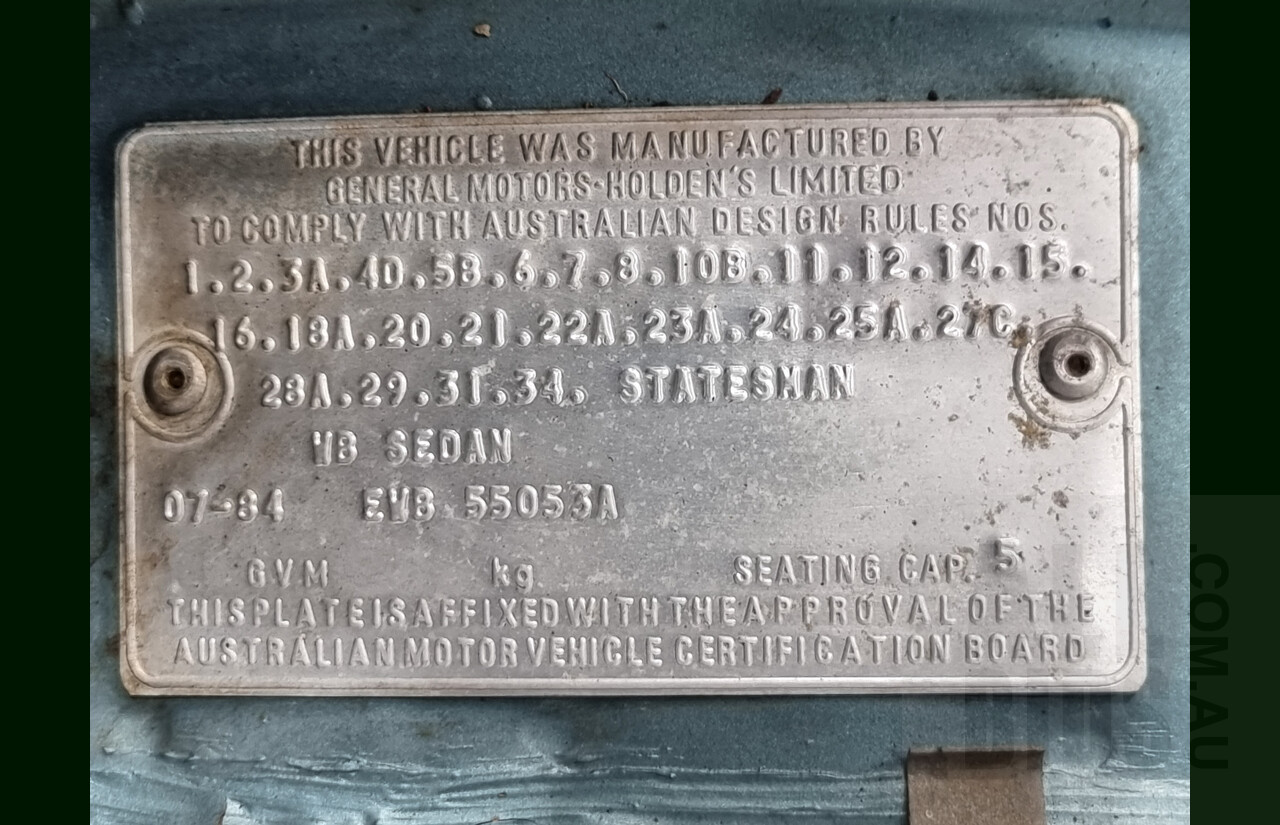 THIS VEHICLE WAS MANUFACTURED BY
GENERAL MOTORS-HOLDEN'S LIMITED
TO COMPLY WITH AUSTRALIAN DESIGN RULES NOS.
1.2.3A.4D.5B.6.7.8.10B.11.12.14.15.
16.18A.20.21.22A.23A.24.25A.27C.
28A.29.31.34. STATESMAN
WB SEDAN
07-84 EWB 55053A
GVM kg. SEATING CAP. 5
THIS PLATE IS AFFIXED WITH THE APPROVAL OF THE
AUSTRALIAN MOTOR VEHICLE CERTIFICATION BOARD
.COM.AU